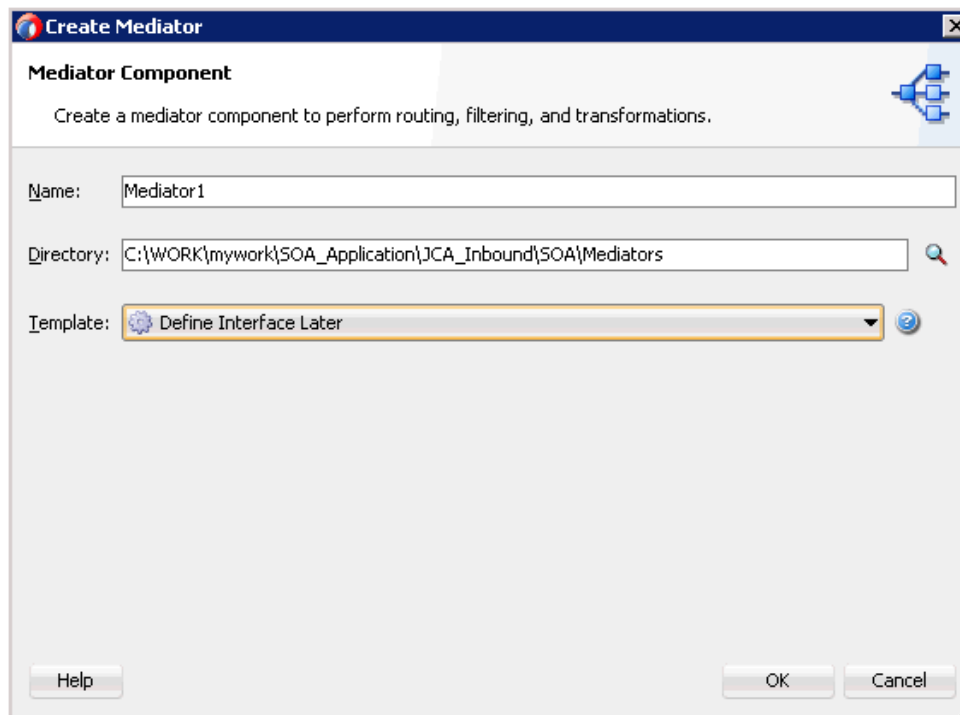 Create Mediator
Mediator Component
Create a mediator component to perform routing, filtering, and transformations.
Name: Mediator1
Directory: C:\WORK\mywork\SOA_Application\JCA_Inbound\SOA\Mediators
Template: Define Interface Later
Help OK Cancel